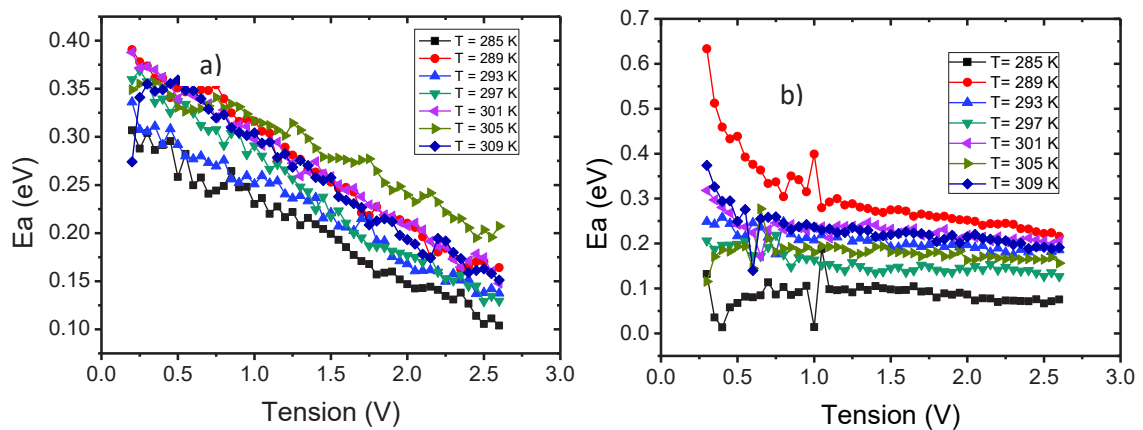 a)
T = 285 K
T = 289 K
T = 293 K
T = 297 K
T = 301 K
T = 305 K
T = 309 K
0.40
0.35
0.30
0.25
0.20
0.15
0.10
Ea (eV)
0.0 0.5 1.0 1.5 2.0 2.5 3.0
Tension (V)
b)
T= 285 K
T= 289 K
T= 293 K
T= 297 K
T= 301 K
T= 305 K
T= 309 K
0.7
0.6
0.5
0.4
0.3
0.2
0.1
0.0
Ea (eV)
0.0 0.5 1.0 1.5 2.0 2.5 3.0
Tension (V)